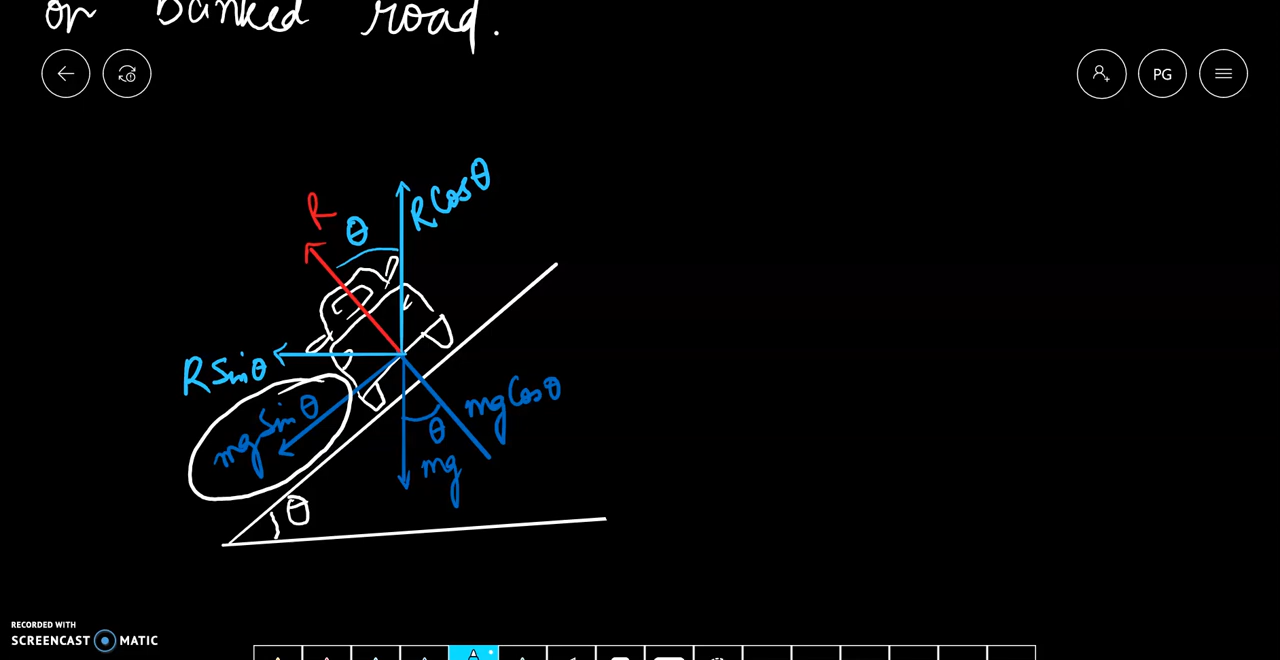 on banked road.
PG
R Cosθ
R
θ
R Sinθ
mg Sinθ
mg Cosθ
θ
mg
θ
RECORDED WITH
SCREENCAST MATIC